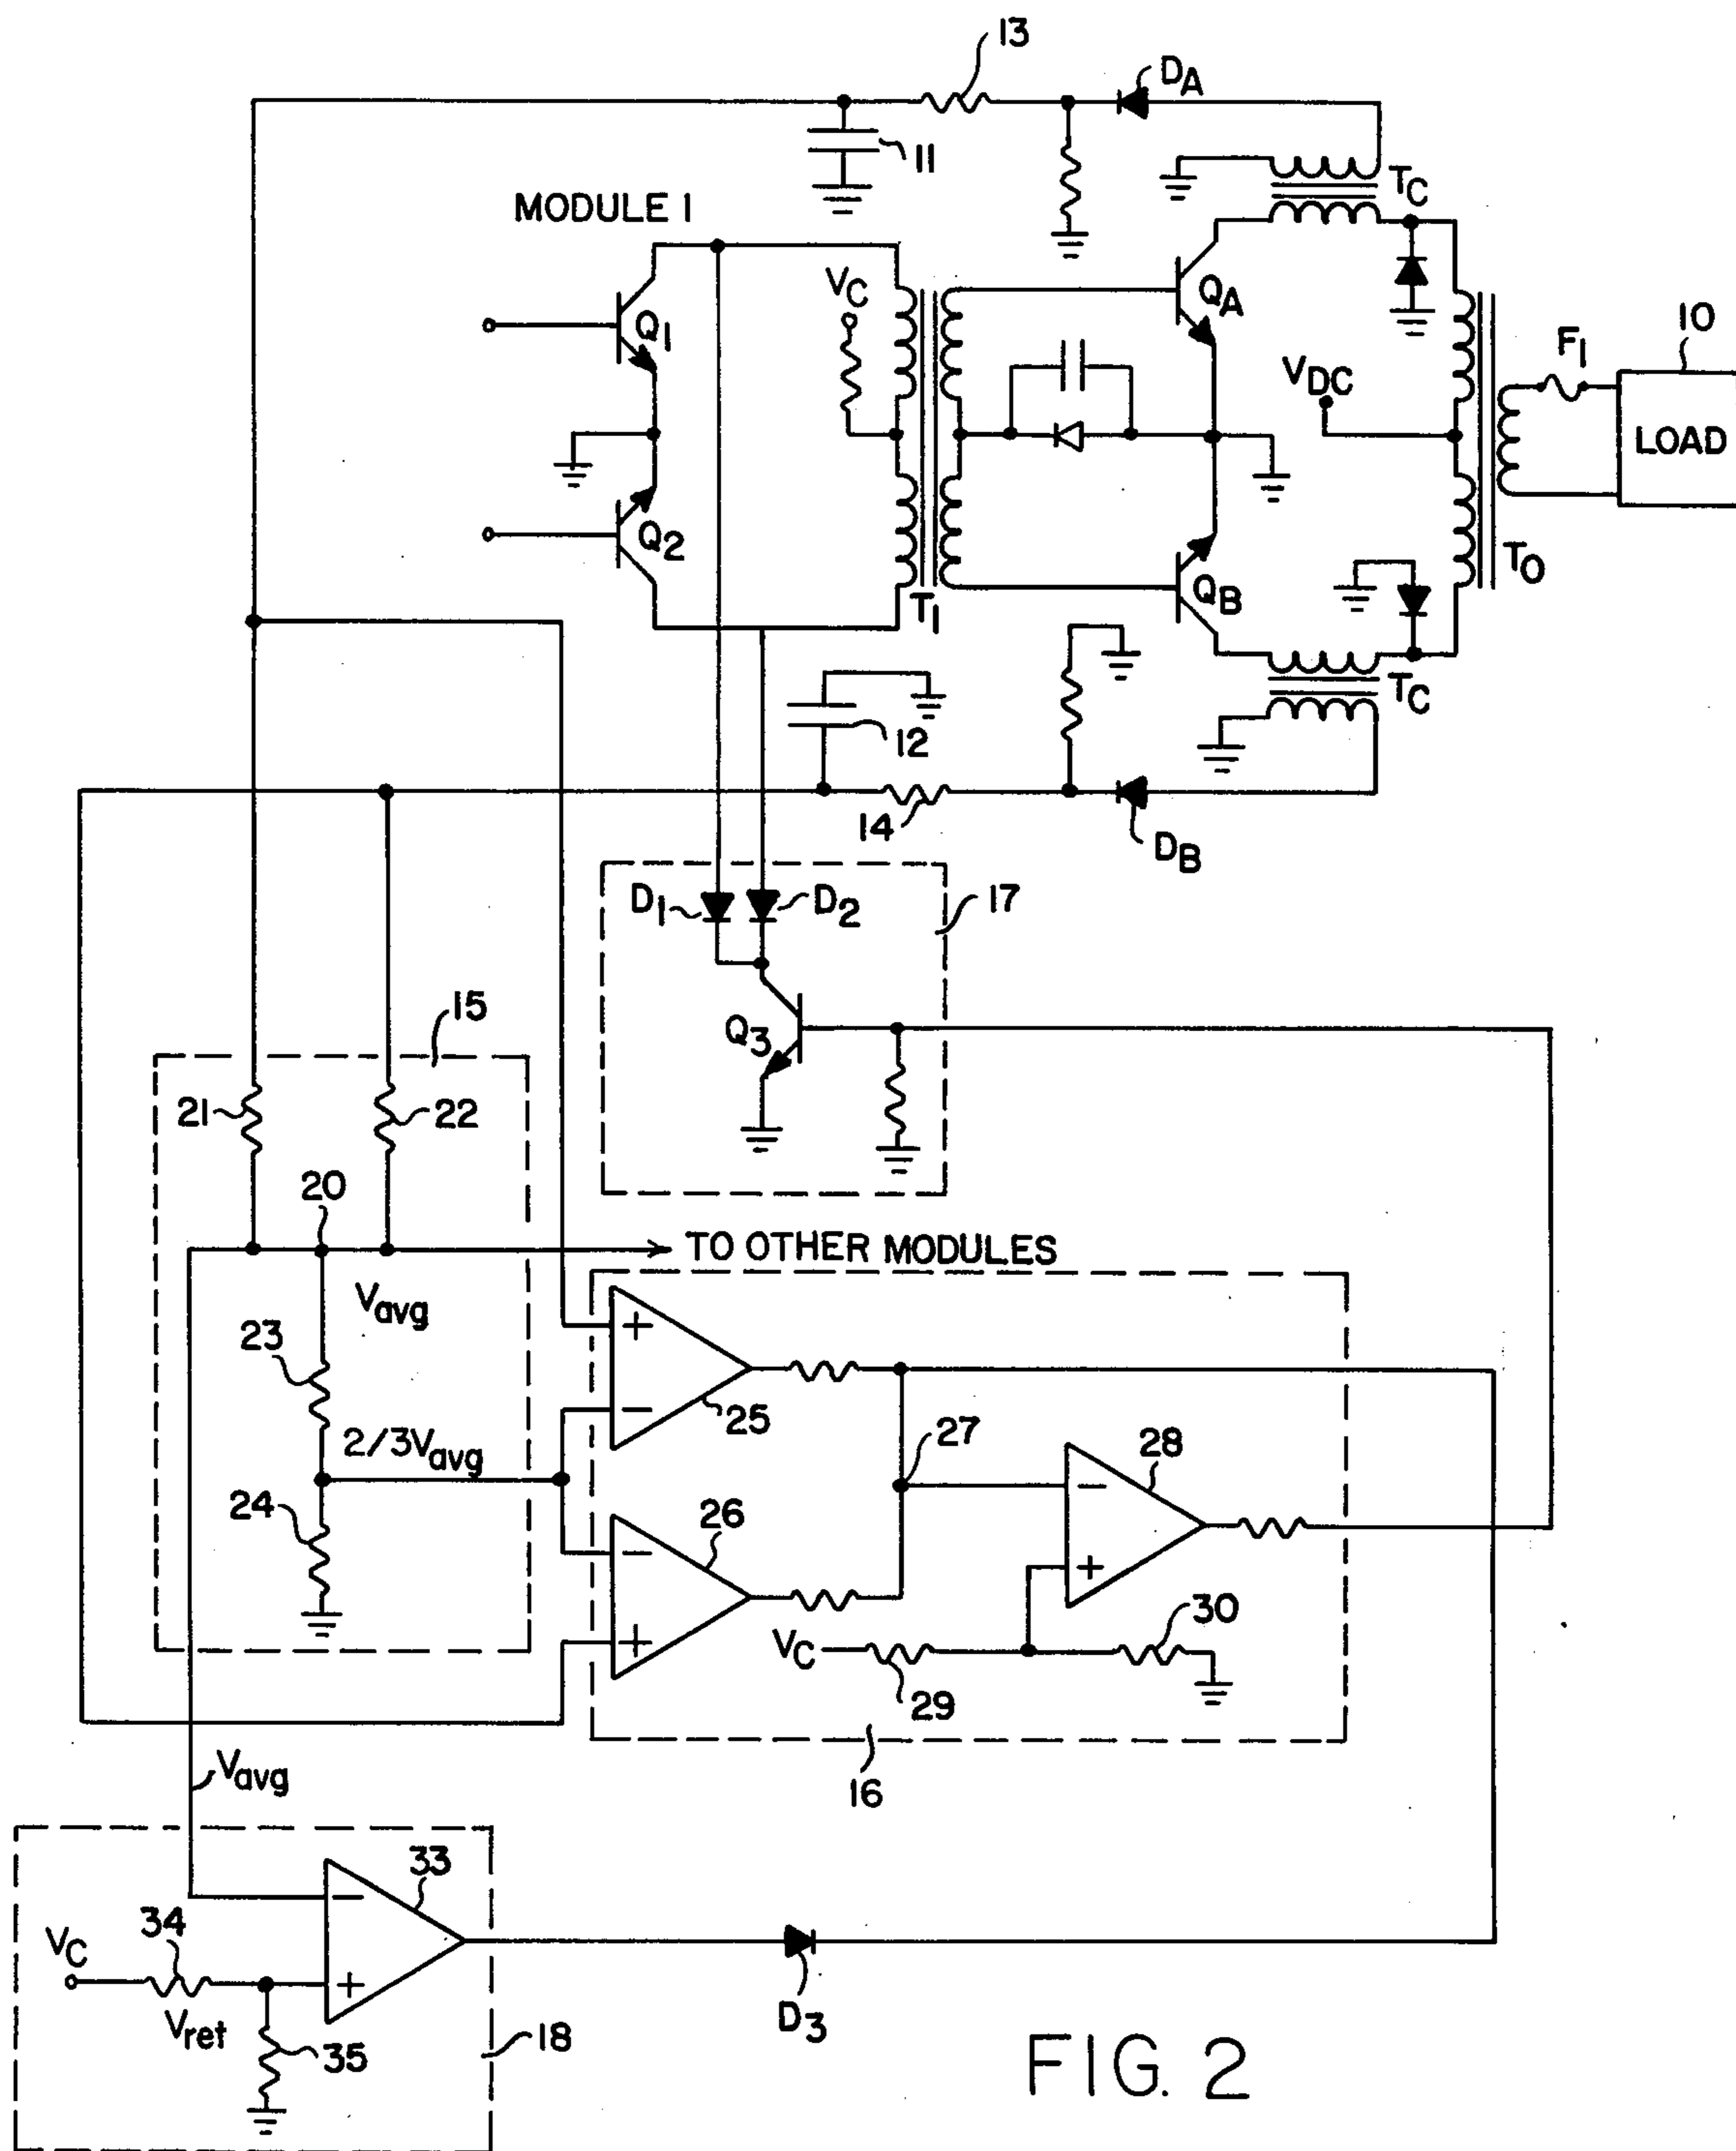 13
DA
11
TC
MODULE 1
VC
Q1
QA
VDC
F1
10
LOAD
Q2
T1
QB
TO
TC
12
14
DB
D1
D2
17
15
Q3
21
22
20
TO OTHER MODULES
Vavg
23
25
2/3Vavg
27
28
24
26
30
VC
29
Vavg
16
33
34
VC
Vret
35
18
D3
FIG. 2
+
−
−
+
−
+
−
+